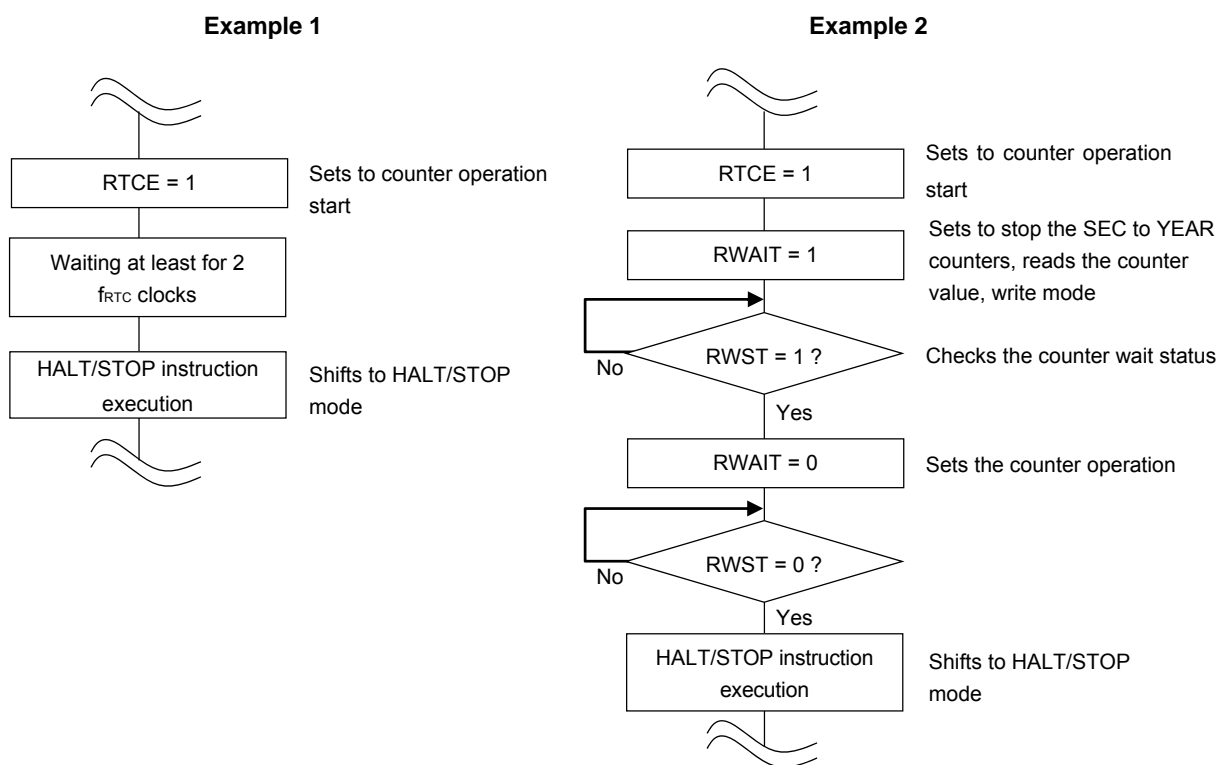 Example 1
RTCE = 1
Sets to counter operation
start
Waiting at least for 2
fRTC clocks
HALT/STOP instruction
execution
Shifts to HALT/STOP
mode
Example 2
RTCE = 1
Sets to counter operation
start
RWAIT = 1
Sets to stop the SEC to YEAR
counters, reads the counter
value, write mode
RWST = 1 ?
No
Checks the counter wait status
Yes
RWAIT = 0
Sets the counter operation
RWST = 0 ?
No
Yes
HALT/STOP instruction
execution
Shifts to HALT/STOP
mode